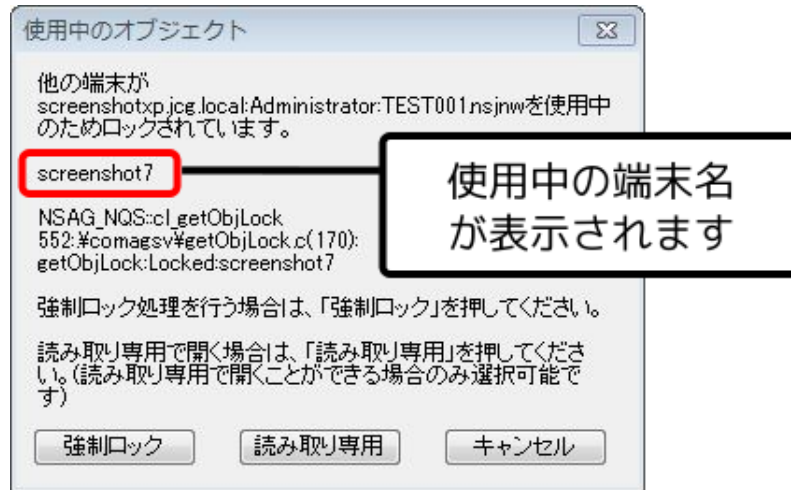 使用中のオブジェクト
他の端末が
screenshotxp.jcg.local:Administrator:TEST001.nsjnwを使用中
のためロックされています。
screenshot7
使用中の端末名
が表示されます
NSAG_NQS::cl_getObjLock
552:¥comagsv¥getObjLock.c(170):
getObjLock:Locked:screenshot7
強制ロック処理を行う場合は、「強制ロック」を押してください。
読み取り専用で開く場合は、「読み取り専用」を押してくださ
い。(読み取り専用で開くことができる場合のみ選択可能で
す)
強制ロック
読み取り専用
キャンセル